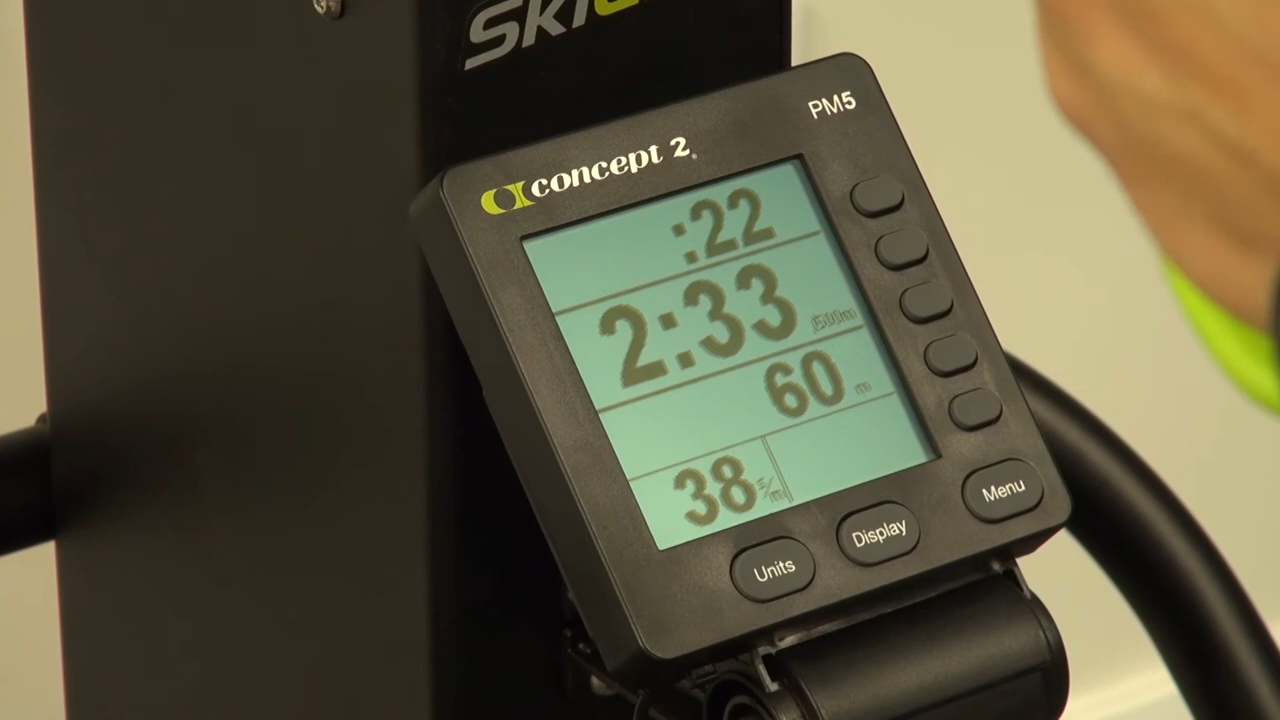 Ski
PM5
concept 2
:22
2:33 /500m
60 m
38 s/m
Units
Display
Menu